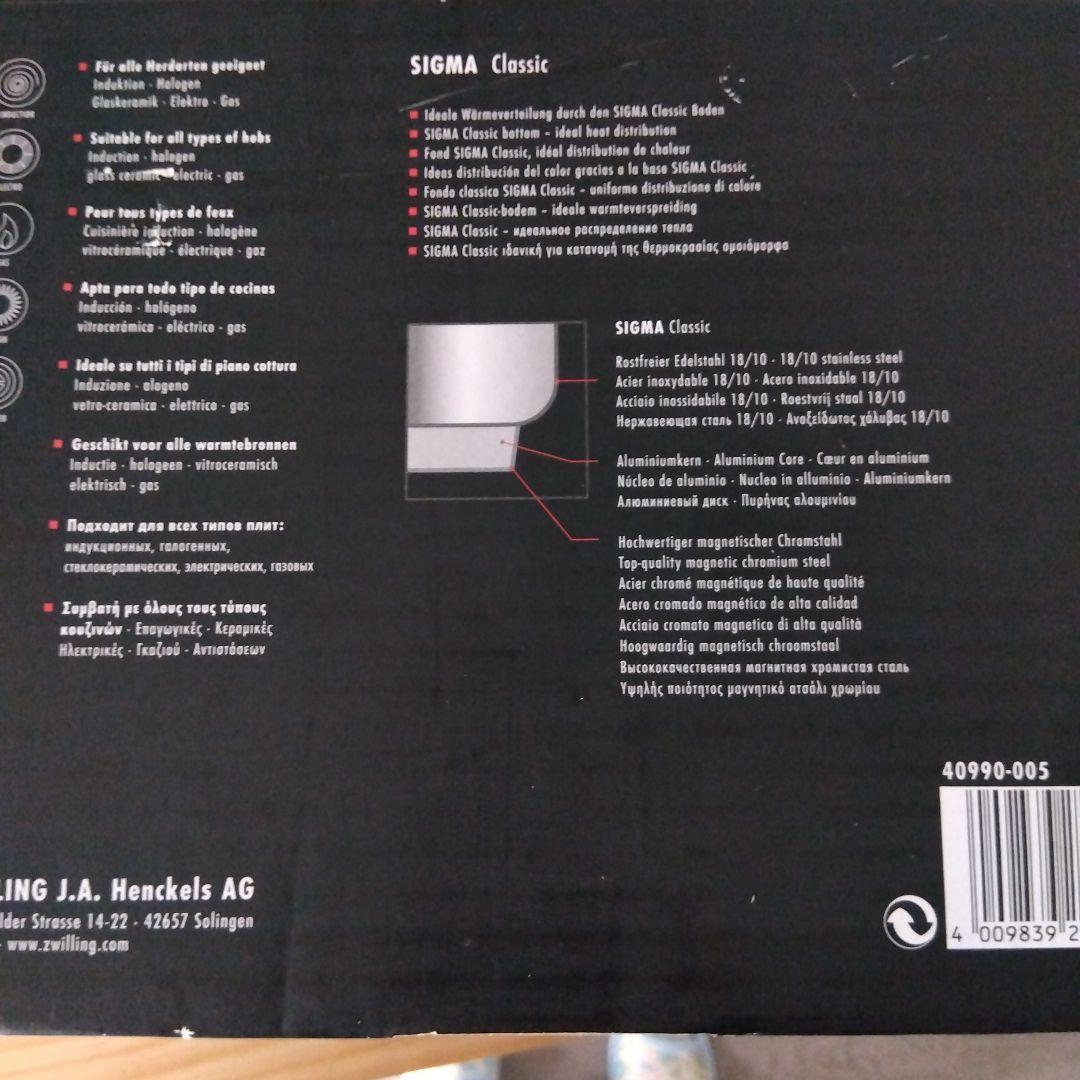 Für alle Herdarten geeignet
Induktion · Halogen
Glaskeramik · Elektro · Gas
INDUCTION
Suitable for all types of hobs
Induction · halogen
glass ceramic · electric · gas
Pour tous types de feux
Cuisinière induction · halogène
vitrocéramique · électrique · gaz
Apta para todo tipo de cocinas
Inducción · halógeno
vitrocerámica · eléctrico · gas
Ideale su tutti i tipi di piano cottura
Induzione · alogeno
vetro-ceramica · elettrico · gas
Geschikt voor alle warmtebronnen
Inductie · halogeen · vitroceramisch
elektrisch · gas
Подходит для всех типов плит:
индукционных, галогенных,
стеклокерамических, электрических, газовых
Συμβατή με όλους τους τύπους
κουζινών · Επαγωγικές · Κεραμικές
Ηλεκτρικές · Γκαζιού · Αντιστάσεων
SIGMA Classic
Ideale Wärmeverteilung durch den SIGMA Classic Boden
SIGMA Classic bottom – ideal heat distribution
Fond SIGMA Classic, idéal distribution de chaleur
Ideas distribución del calor gracias a la base SIGMA Classic
Fondo classico SIGMA Classic – uniforme distribuzione di calore
SIGMA Classic-bodem – ideale warmteverspreiding
SIGMA Classic – идеальное распределение тепла
SIGMA Classic ιδανική για κατανομή της θερμοκρασίας ομοιόμορφα
SIGMA Classic
Rostfreier Edelstahl 18/10 · 18/10 stainless steel
Acier inoxydable 18/10 · Acero inoxidable 18/10
Acciaio inossidabile 18/10 · Roestvrij staal 18/10
Нержавеющая сталь 18/10 · Ανοξείδωτος χάλυβας 18/10
Aluminiumkern · Aluminium Core · Cœur en aluminium
Núcleo de aluminio · Nucleo in alluminio · Aluminiumkern
Алюминиевый диск · Πυρήνας αλουμινίου
Hochwertiger magnetischer Chromstahl
Top-quality magnetic chromium steel
Acier chromé magnétique de haute qualité
Acero cromado magnético de alta calidad
Acciaio cromato magnetico di alta qualità
Hoogwaardig magnetisch chroomstaal
Высококачественная магнитная хромистая сталь
Υψηλής ποιότητος μαγνητικό ατσάλι χρωμίου
40990-005
4 009839 2
LING J.A. Henckels AG
lder Strasse 14-22 · 42657 Solingen
· www.zwilling.com